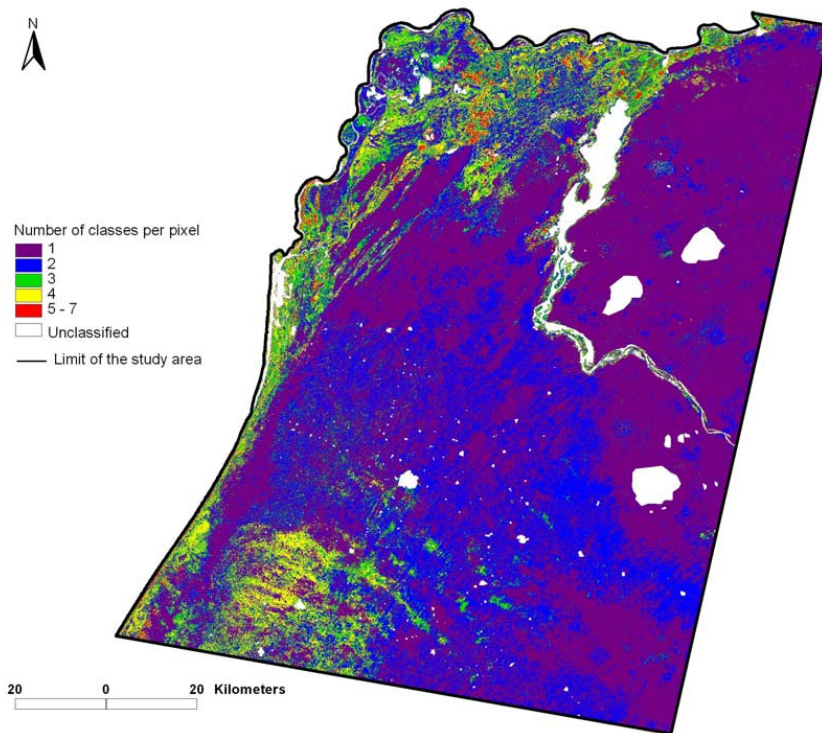 N
Number of classes per pixel
1
2
3
4
5 - 7
Unclassified
Limit of the study area
20 0 20 Kilometers